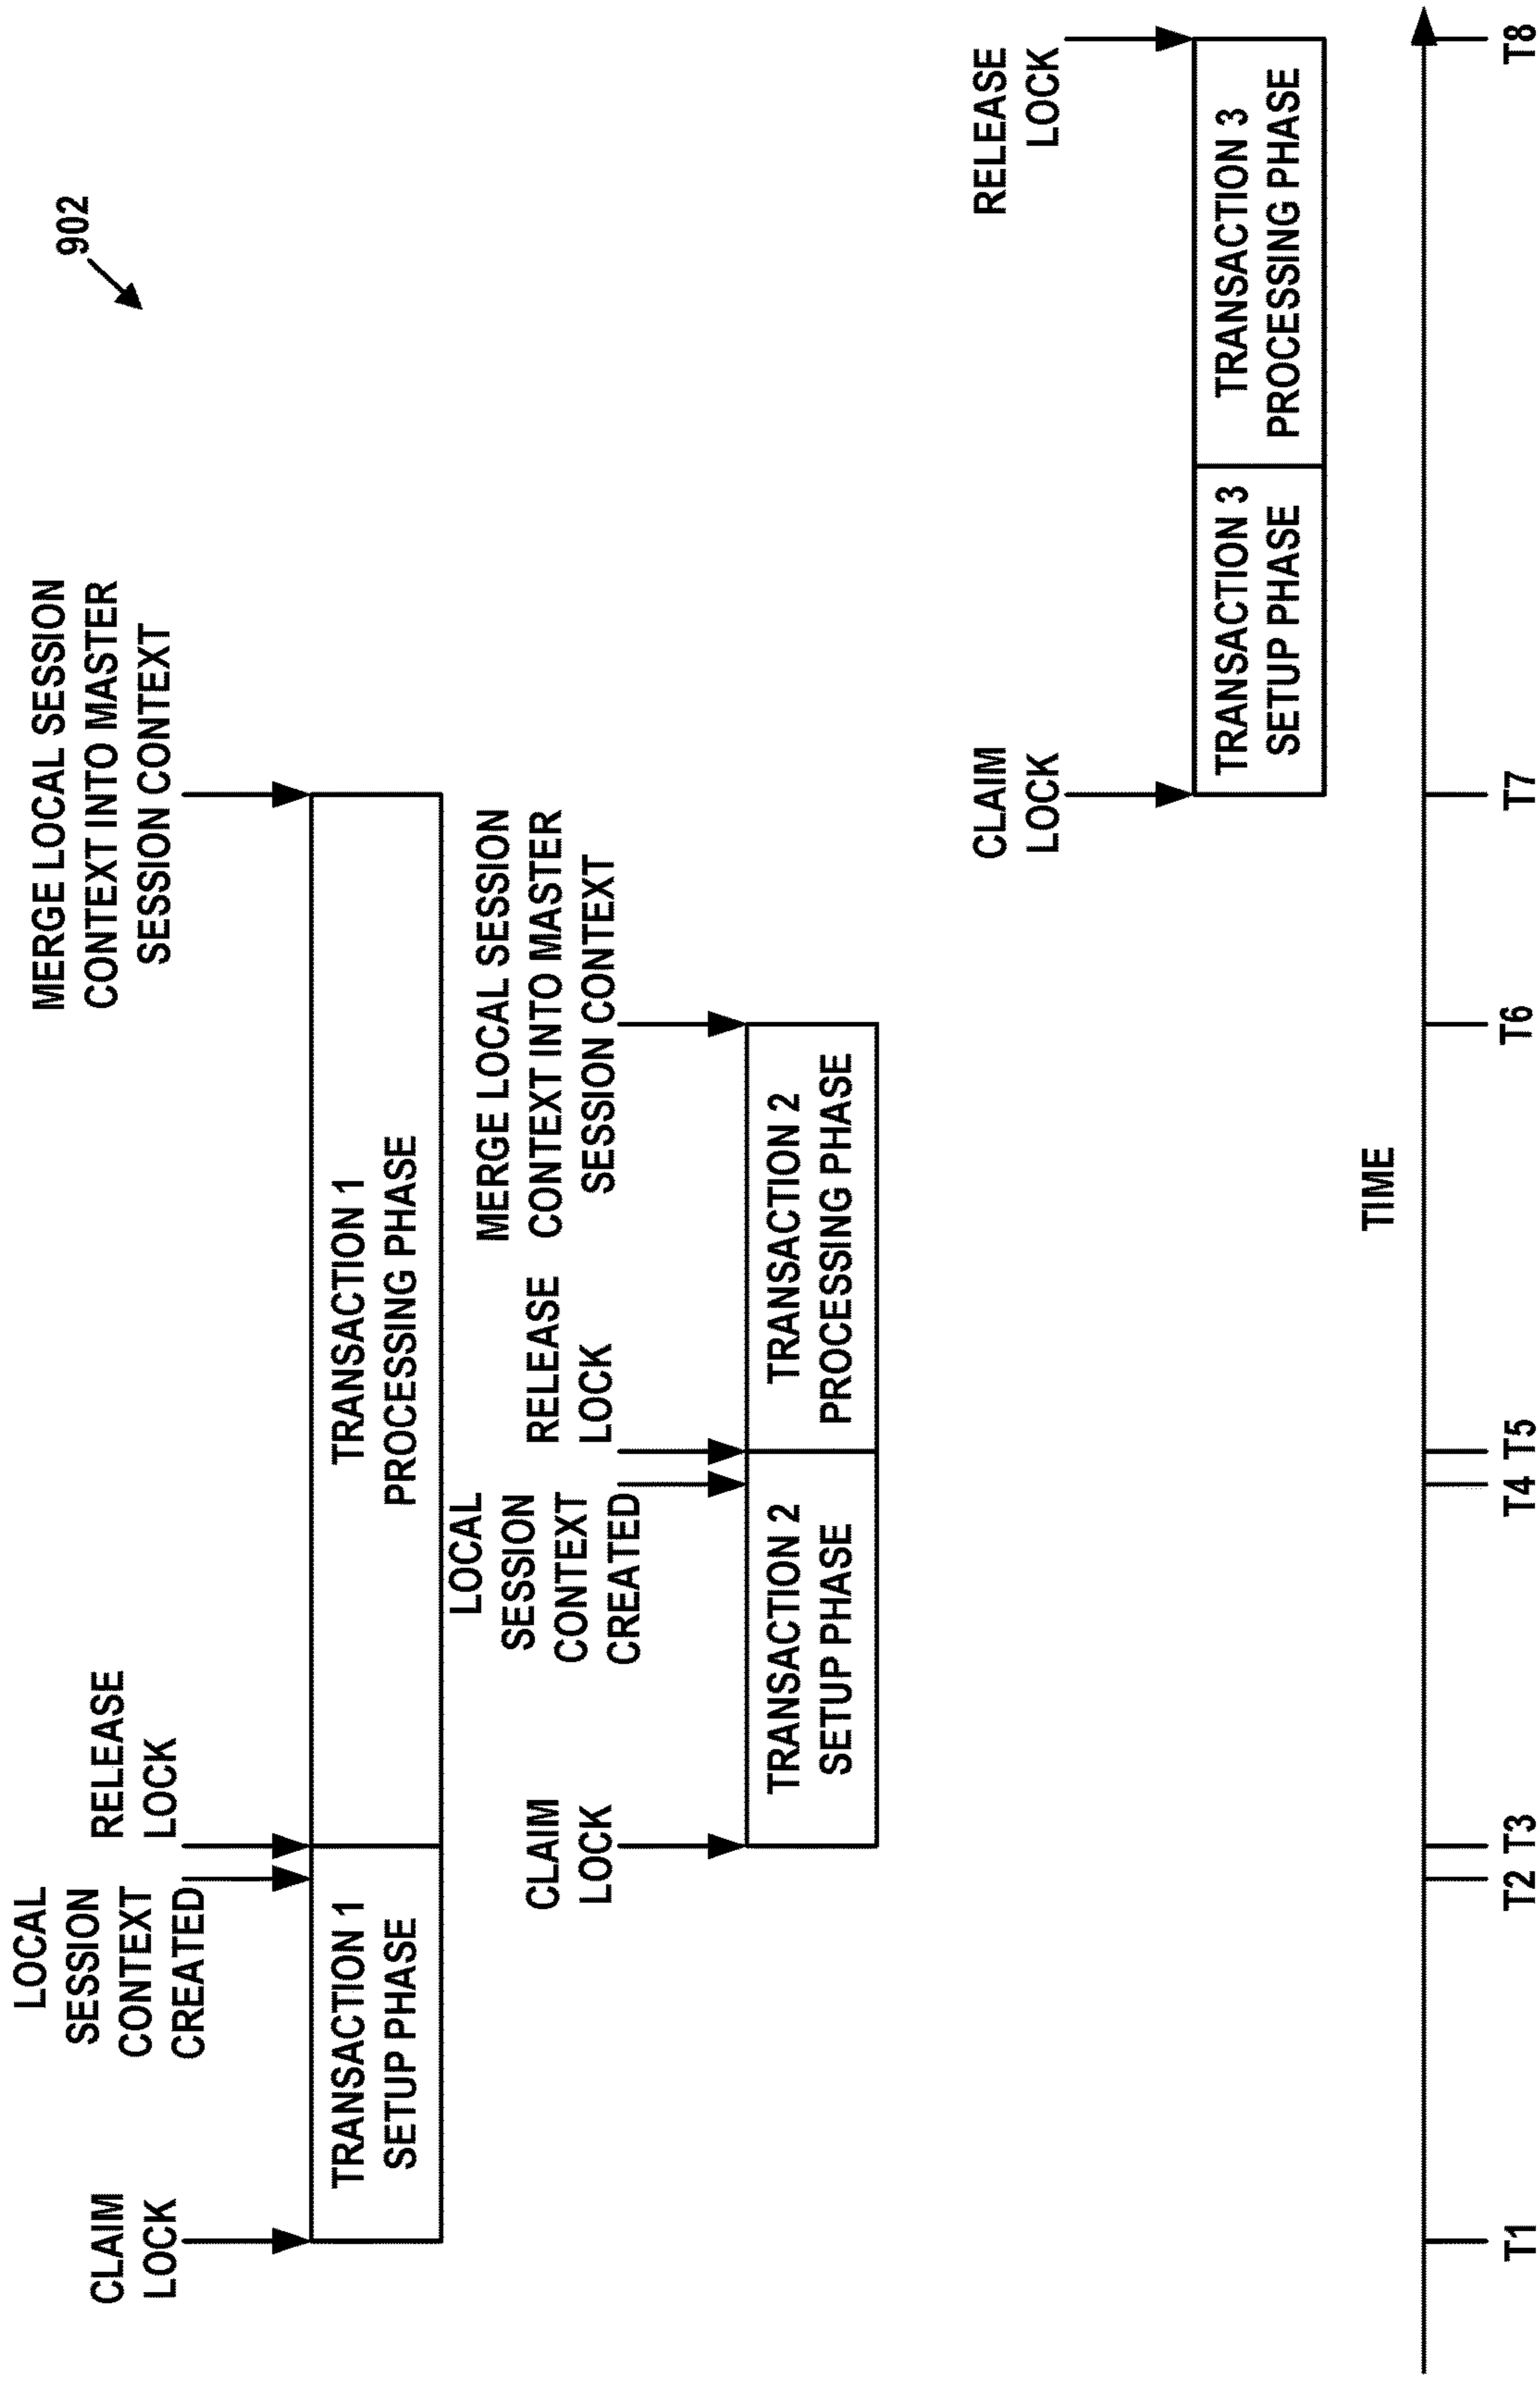 902
CLAIM
LOCK
LOCAL
SESSION
CONTEXT
CREATED
RELEASE
LOCK
MERGE LOCAL SESSION
CONTEXT INTO MASTER
SESSION CONTEXT
TRANSACTION 1
SETUP PHASE
TRANSACTION 1
PROCESSING PHASE
CLAIM
LOCK
LOCAL
SESSION
CONTEXT
CREATED
RELEASE
LOCK
MERGE LOCAL SESSION
CONTEXT INTO MASTER
SESSION CONTEXT
TRANSACTION 2
SETUP PHASE
TRANSACTION 2
PROCESSING PHASE
CLAIM
LOCK
RELEASE
LOCK
TRANSACTION 3
SETUP PHASE
TRANSACTION 3
PROCESSING PHASE
TIME
T1 T2 T3 T4 T5 T6 T7 T8